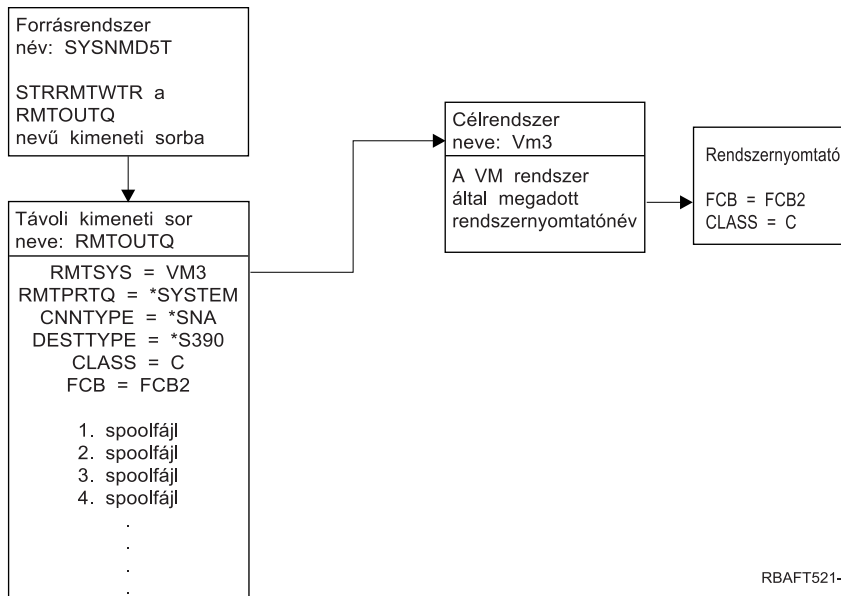 Forrásrendszer
név: SYSNMD5T
STRRMTWTR a
RMTOUTQ
nevű kimeneti sorba
Távoli kimeneti sor
neve: RMTOUTQ
RMTSYS = VM3
RMTPRTQ = *SYSTEM
CNNTYPE = *SNA
DESTTYPE = *S390
CLASS = C
FCB = FCB2
1. spoolfájl
2. spoolfájl
3. spoolfájl
4. spoolfájl
.
.
.
.
Célrendszer
neve: Vm3
A VM rendszer
által megadott
rendszernyomtatónév
Rendszernyomtató
FCB = FCB2
CLASS = C
RBAFT521-